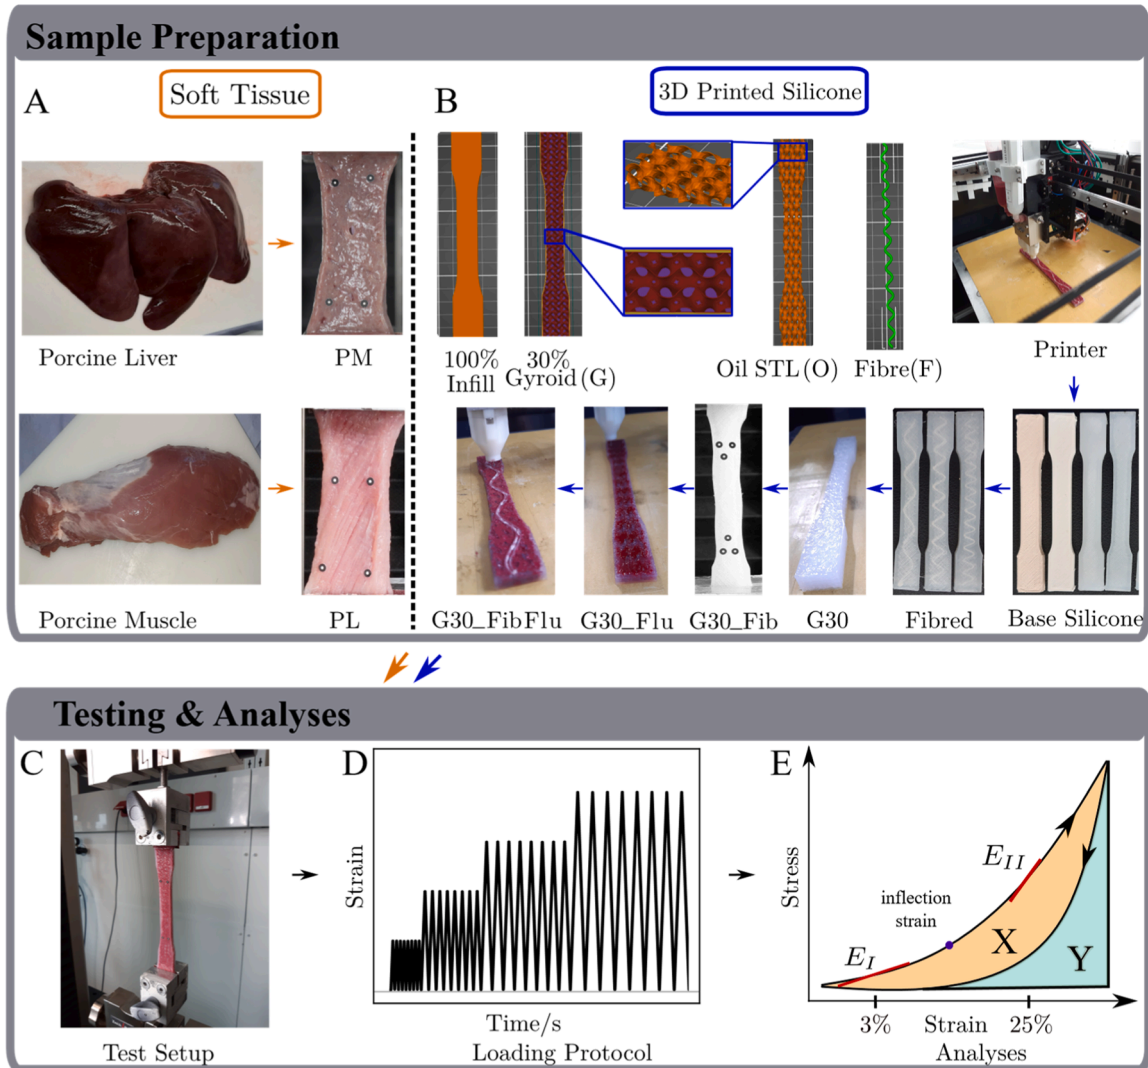 Sample Preparation
A
Soft Tissue
B
3D Printed Silicone
Porcine Liver
PM
100%
Infill
30%
Gyroid(G)
Oil STL(O)
Fibre(F)
Printer
Porcine Muscle
PL
G30_FibFlu
G30_Flu
G30_Fib
G30
Fibred
Base Silicone
Testing & Analyses
C
Test Setup
D
Strain
Time/s
Loading Protocol
E
Stress
E_I
inflection
strain
E_{II}
X
Y
3%
Strain
25%
Analyses